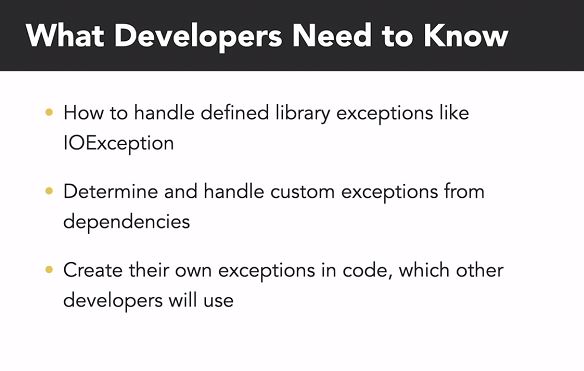 What Developers Need to Know
How to handle defined library exceptions like
IOException
Determine and handle custom exceptions from
dependencies
Create their own exceptions in code, which other
developers will use